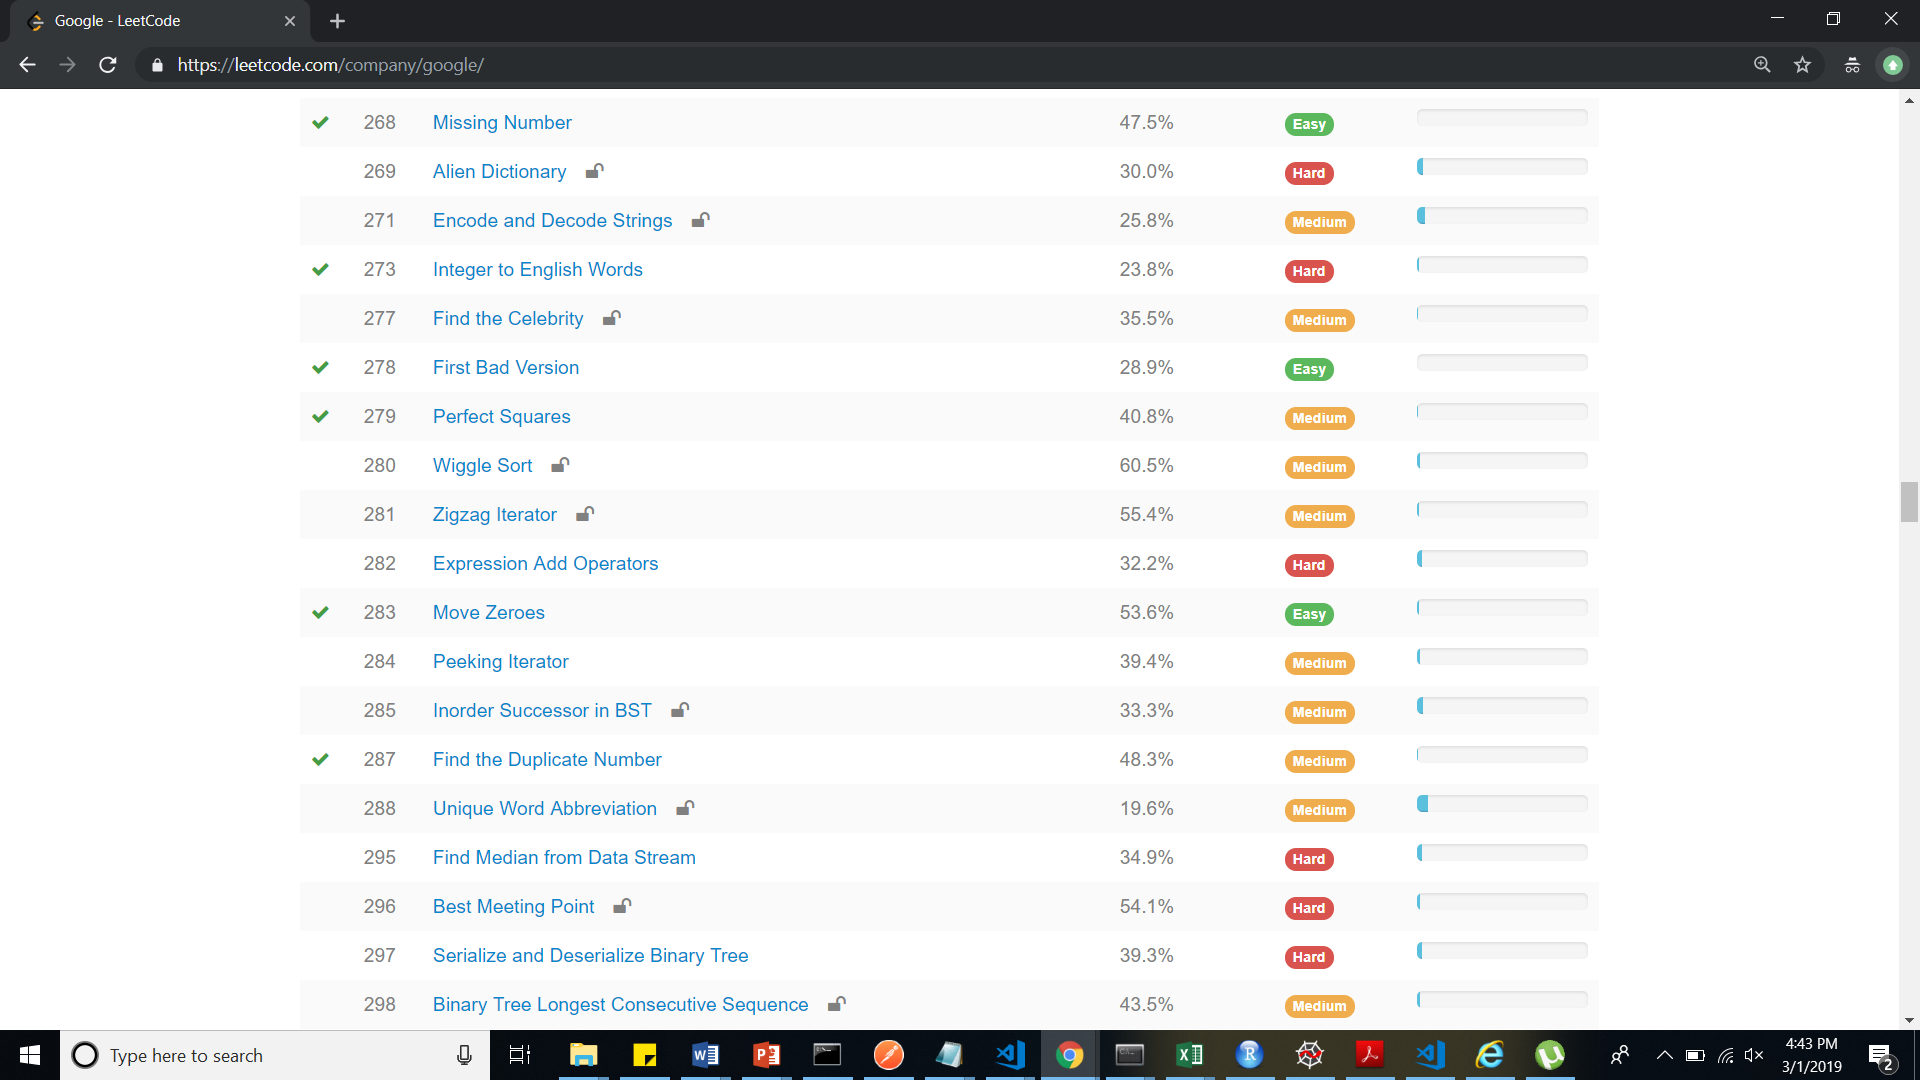 Google - LeetCode
https://leetcode.com/company/google/
268 Missing Number 47.5% Easy
269 Alien Dictionary 30.0% Hard
271 Encode and Decode Strings 25.8% Medium
273 Integer to English Words 23.8% Hard
277 Find the Celebrity 35.5% Medium
278 First Bad Version 28.9% Easy
279 Perfect Squares 40.8% Medium
280 Wiggle Sort 60.5% Medium
281 Zigzag Iterator 55.4% Medium
282 Expression Add Operators 32.2% Hard
283 Move Zeroes 53.6% Easy
284 Peeking Iterator 39.4% Medium
285 Inorder Successor in BST 33.3% Medium
287 Find the Duplicate Number 48.3% Medium
288 Unique Word Abbreviation 19.6% Medium
295 Find Median from Data Stream 34.9% Hard
296 Best Meeting Point 54.1% Hard
297 Serialize and Deserialize Binary Tree 39.3% Hard
298 Binary Tree Longest Consecutive Sequence 43.5% Medium
Type here to search
4:43 PM
3/1/2019
2